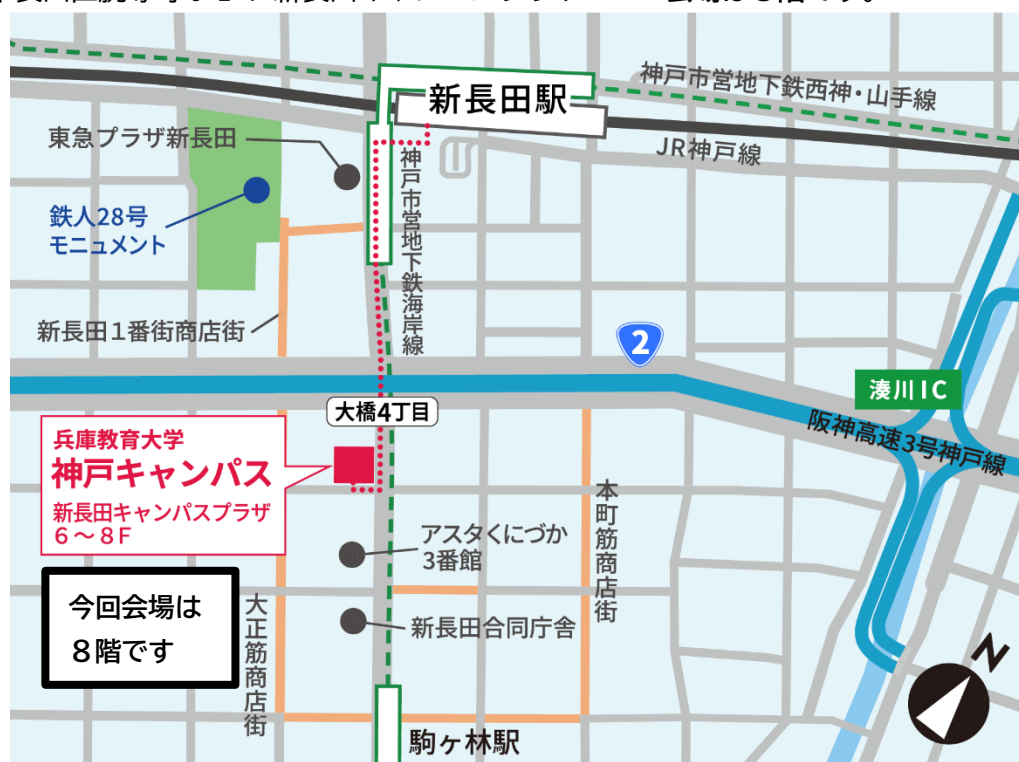 会場は８階です。
神戸市営地下鉄西神・山手線
新長田駅
JR神戸線
東急プラザ新長田
神戸市営地下鉄海岸線
鉄人28号
モニュメント
新長田１番街商店街
2
湊川IC
大橋4丁目
阪神高速3号神戸線
兵庫教育大学
神戸キャンパス
新長田キャンパスプラザ
６～８F
本町筋商店街
アスタくにづか
3番館
今回会場は
８階です
大正筋商店街
新長田合同庁舎
N
駒ヶ林駅